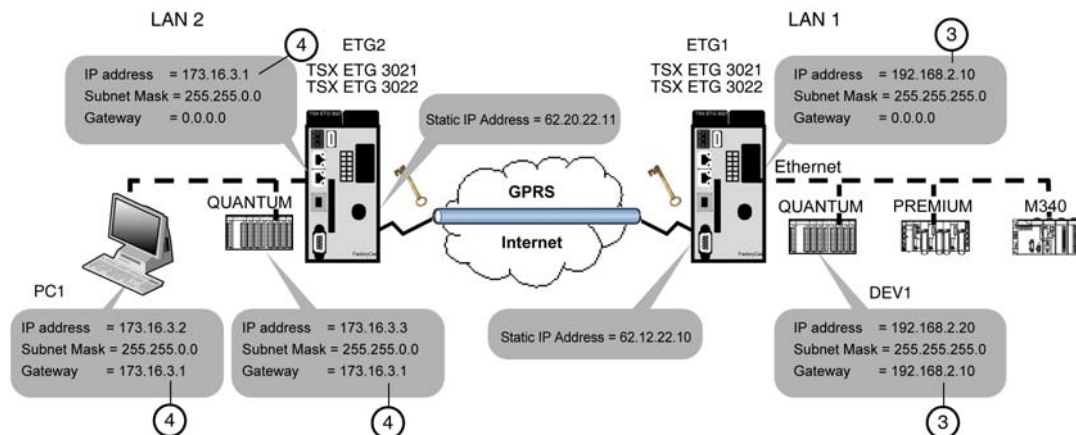 LAN 2
LAN 1
4
3
ETG2
ETG1
TSX ETG 3021
TSX ETG 3022
TSX ETG 3021
TSX ETG 3022
IP address = 173.16.3.1
Subnet Mask = 255.255.0.0
Gateway = 0.0.0.0
IP address = 192.168.2.10
Subnet Mask = 255.255.255.0
Gateway = 0.0.0.0
Static IP Address = 62.20.22.11
Ethernet
GPRS
Internet
QUANTUM
QUANTUM
PREMIUM
M340
PC1
DEV1
IP address = 173.16.3.2
Subnet Mask = 255.255.0.0
Gateway = 173.16.3.1
IP address = 173.16.3.3
Subnet Mask = 255.255.0.0
Gateway = 173.16.3.1
Static IP Address = 62.12.22.10
IP address = 192.168.2.20
Subnet Mask = 255.255.255.0
Gateway = 192.168.2.10
4
4
3